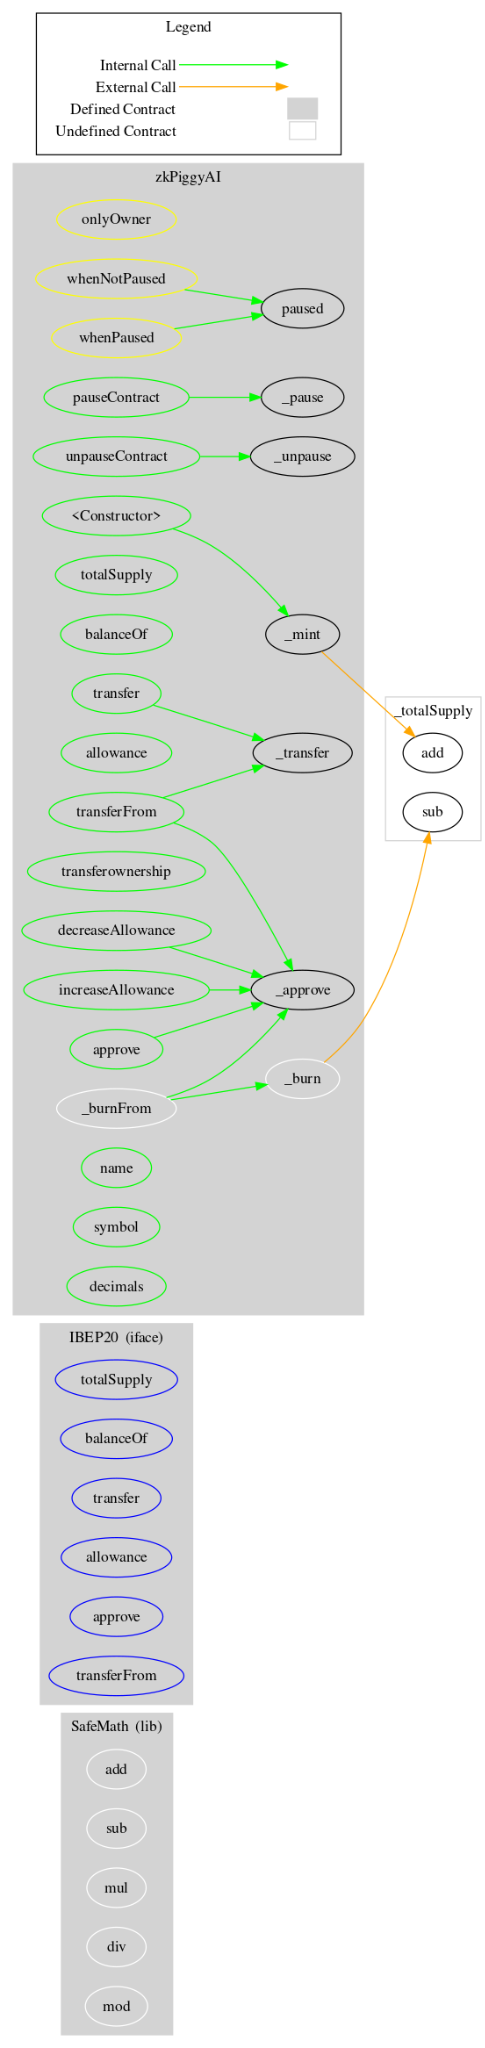 Legend
Internal Call
External Call
Defined Contract
Undefined Contract
zkPiggyAI
onlyOwner
whenNotPaused
paused
whenPaused
pauseContract
_pause
unpauseContract
_unpause
<Constructor>
totalSupply
balanceOf
_mint
transfer
_totalSupply
allowance
_transfer
add
transferFrom
sub
transferownership
decreaseAllowance
increaseAllowance
_approve
approve
_burn
_burnFrom
name
symbol
decimals
IBEP20 (iface)
totalSupply
balanceOf
transfer
allowance
approve
transferFrom
SafeMath (lib)
add
sub
mul
div
mod